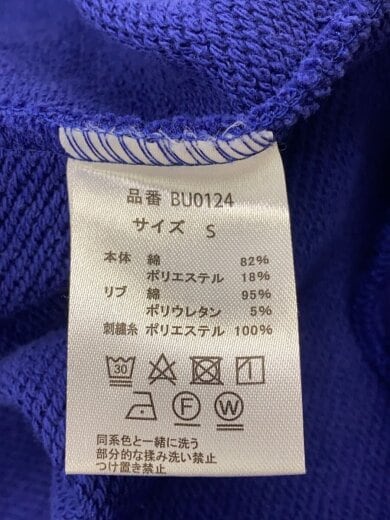 品番 BU0124
サイズ S
本体 綿 82%
ポリエステル 18%
リブ 綿 95%
ポリウレタン 5%
刺繍糸 ポリエステル 100%
30
F W
同系色と一緒に洗う
部分的な揉み洗い禁止
つけ置き禁止